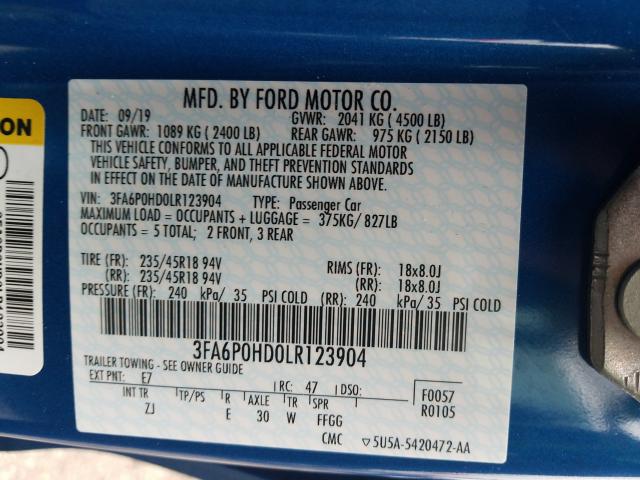 MFD. BY FORD MOTOR CO.
DATE: 09/19 GVWR: 2041 KG ( 4500 LB)
FRONT GAWR: 1089 KG ( 2400 LB) REAR GAWR: 975 KG ( 2150 LB)
THIS VEHICLE CONFORMS TO ALL APPLICABLE FEDERAL MOTOR
VEHICLE SAFETY, BUMPER, AND THEFT PREVENTION STANDARDS
IN EFFECT ON THE DATE OF MANUFACTURE SHOWN ABOVE.
VIN: 3FA6P0HD0LR123904 TYPE: Passenger Car
MAXIMUM LOAD = OCCUPANTS + LUGGAGE = 375KG/ 827LB
OCCUPANTS = 5 TOTAL; 2 FRONT, 3 REAR
TIRE (FR): 235/45R18 94V RIMS (FR): 18x8.0J
(RR): 235/45R18 94V (RR): 18x8.0J
PRESSURE (FR): 240 kPa/ 35 PSI COLD (RR): 240 kPa/ 35 PSI COLD
3FA6P0HD0LR123904
TRAILER TOWING - SEE OWNER GUIDE
EXT PNT: E7 RC: 47 DSO: F0057
INT TR TP/PS R AXLE TR SPR R0105
ZJ E 30 W FFGG
CMC ▽5U5A-5420472-AA
ON